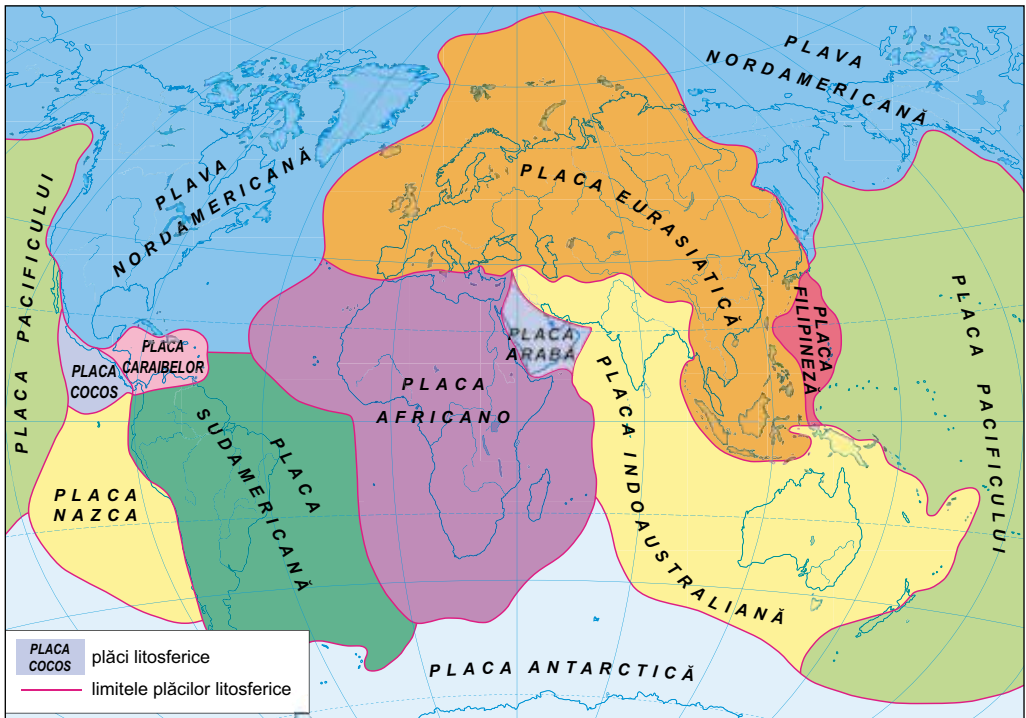 PLAVA
NORDAMERICANĂ
PLAVA
NORDAMERICANĂ
PLACA EURASIATICĂ
PLACA PACIFICULUI
PLACA
FILIPINEZĂ
PLACA PACIFICULUI
PLACA
CARAIBELOR
PLACA
COCOS
PLACA
ARABĂ
PLACA
AFRICANO
PLACA INDOAUSTRALIANĂ
PLACA
SUDAMERICANĂ
PLACA
NAZCA
PLACA ANTARCTICĂ
PLACA
COCOS
plăci litosferice
limitele plăcilor litosferice